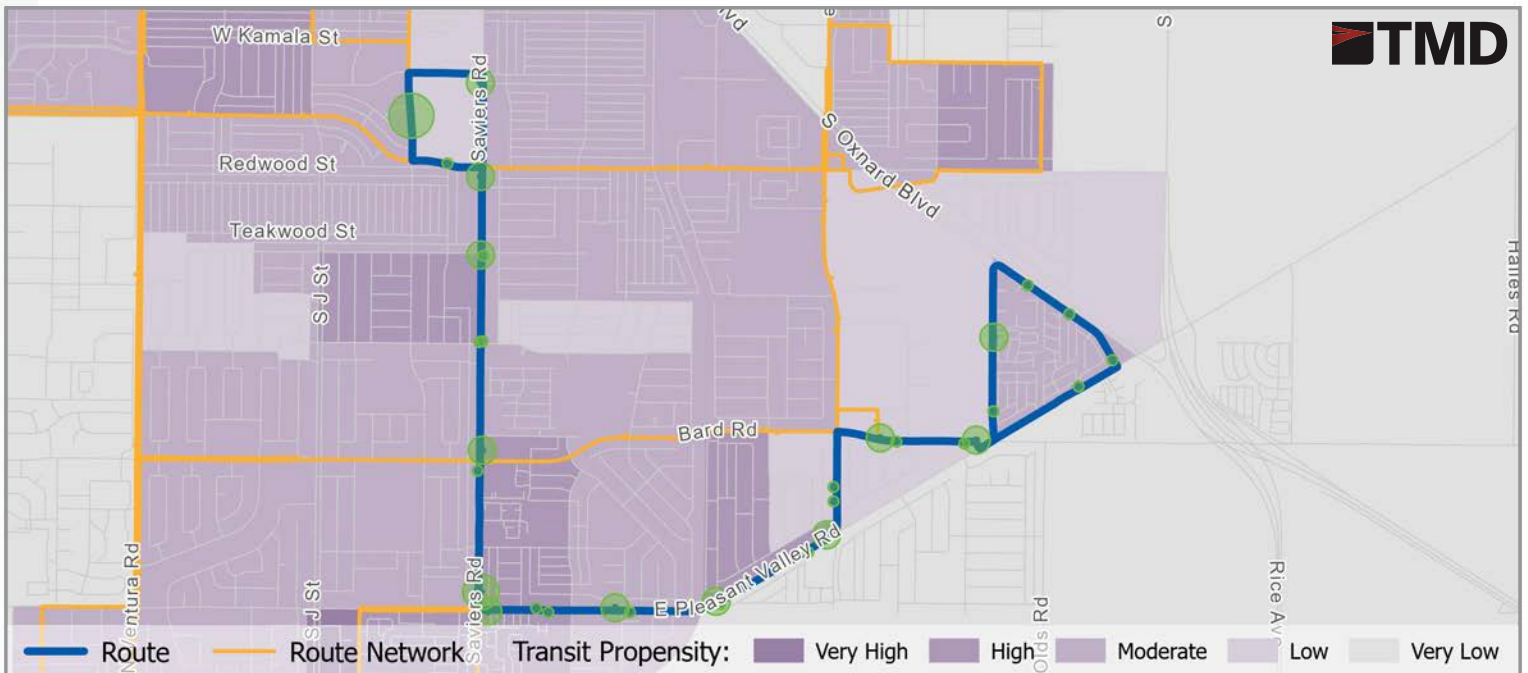 TMD
W Kamala St
Saviers Rd
lvd
S
Redwood St
S Oxnard Blvd
Teakwood St
S J St
Hailes Rd
Bard Rd
E Pleasant Valley Rd
N Ventura Rd
S J St
Saviers Rd
Olds Rd
Rice Av
Route
Route Network
Transit Propensity:
Very High
High
Moderate
Low
Very Low